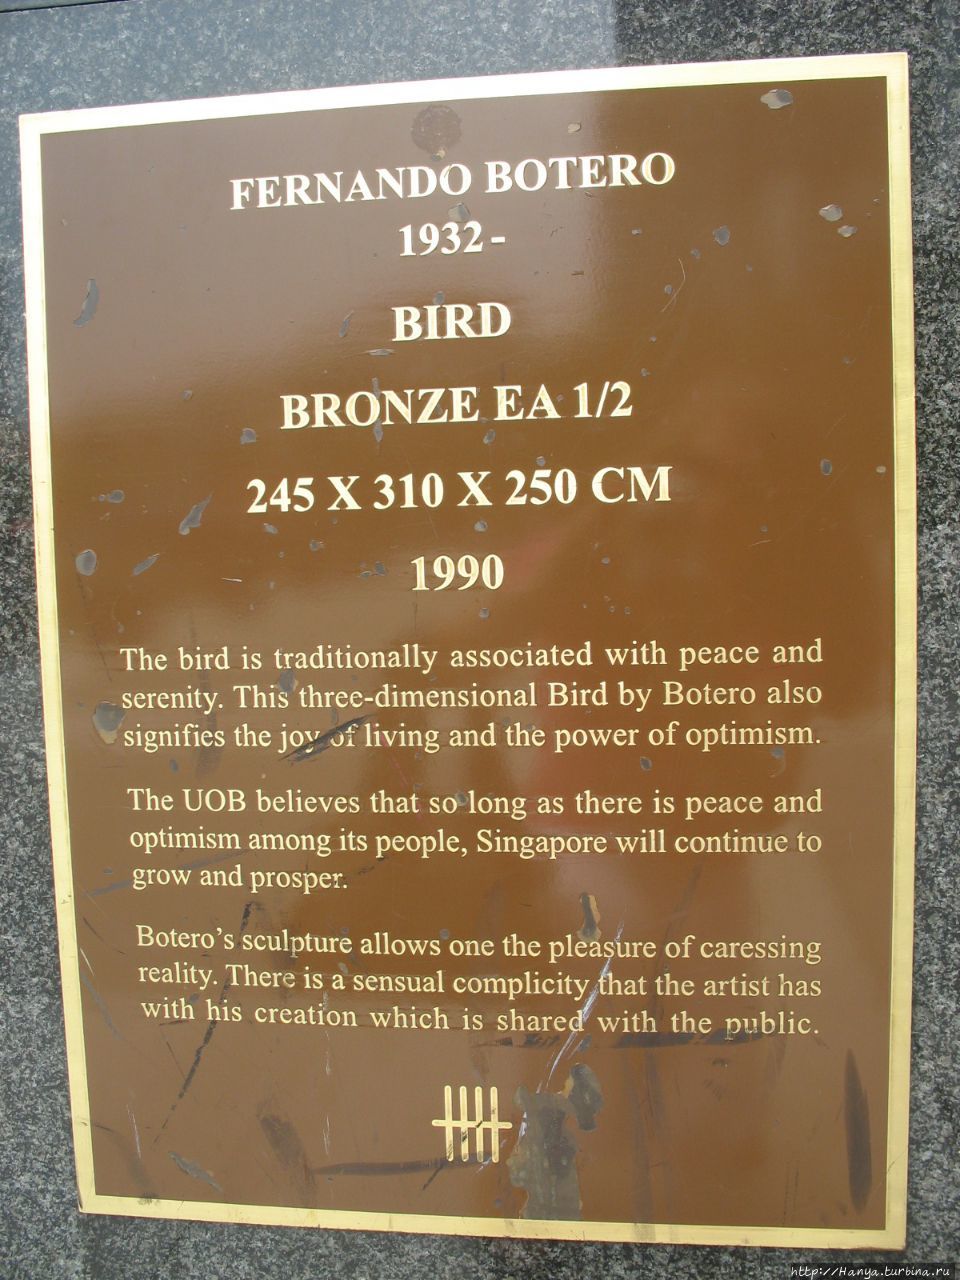 FERNANDO BOTERO
1932 -
BIRD
BRONZE EA 1/2
245 X 310 X 250 CM
1990
The bird is traditionally associated with peace and
serenity. This three-dimensional Bird by Botero also
signifies the joy of living and the power of optimism.
The UOB believes that so long as there is peace and
optimism among its people, Singapore will continue to
grow and prosper.
Botero's sculpture allows one the pleasure of caressing
reality. There is a sensual complicity that the artist has
with his creation which is shared with the public.
http://Hanya.turbina.ru